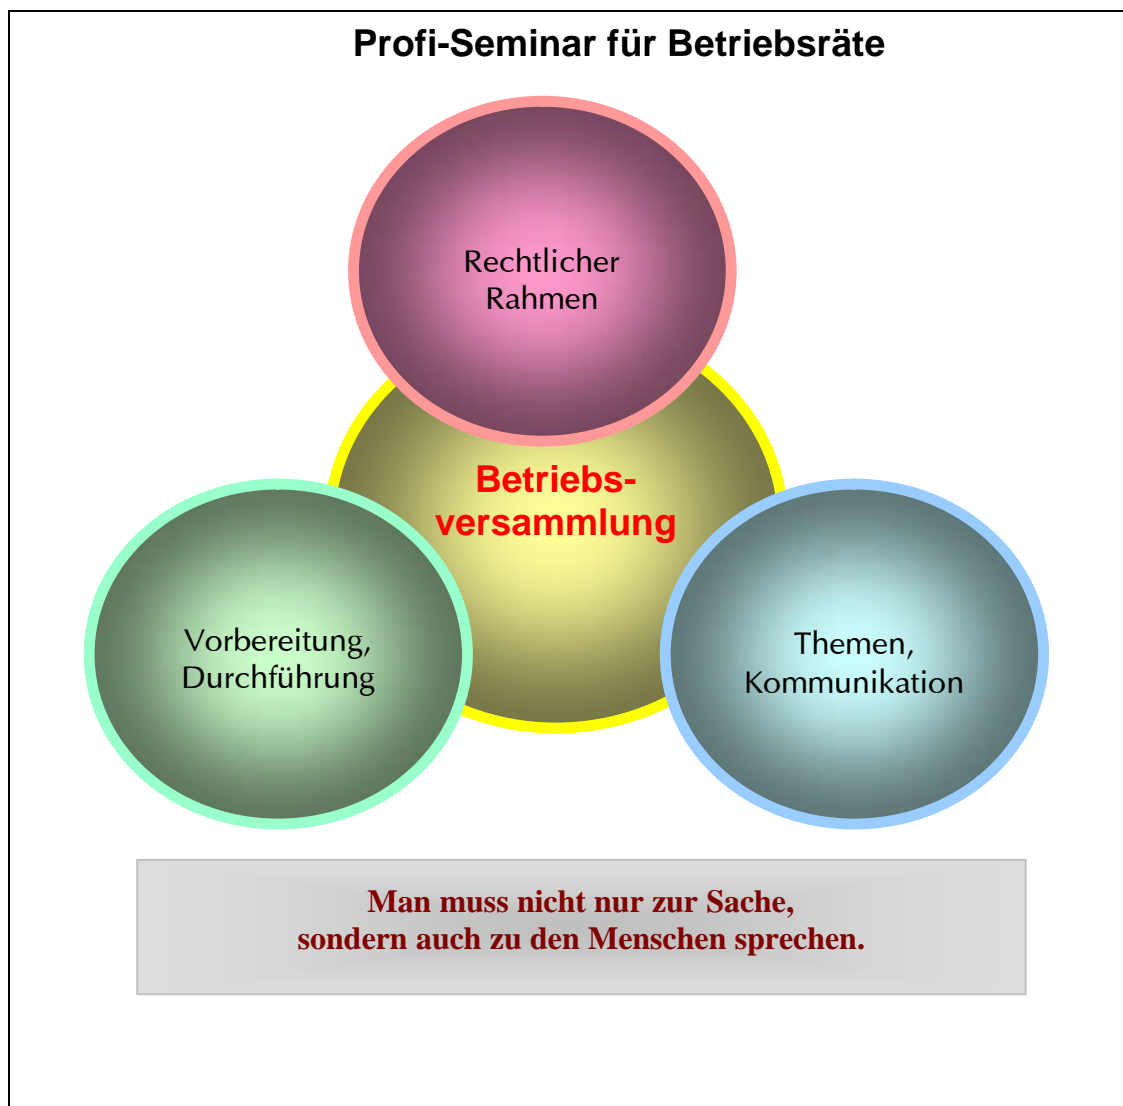 Profi-Seminar für Betriebsräte
Rechtlicher
Rahmen
Betriebs-
versammlung
Vorbereitung,
Durchführung
Themen,
Kommunikation
Man muss nicht nur zur Sache,
sondern auch zu den Menschen sprechen.